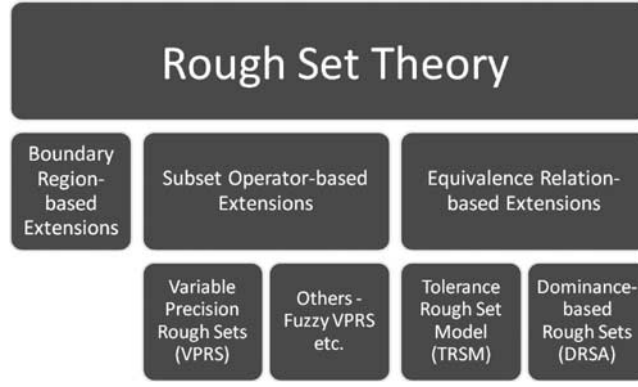 Rough Set Theory
Boundary
Region-
based
Extensions
Subset Operator-based
Extensions
Equivalence Relation-
based Extensions
Variable
Precision
Rough Sets
(VPRS)
Others -
Fuzzy VPRS
etc.
Tolerance
Rough Set
Model
(TRSM)
Dominance-
based
Rough Sets
(DRSA)